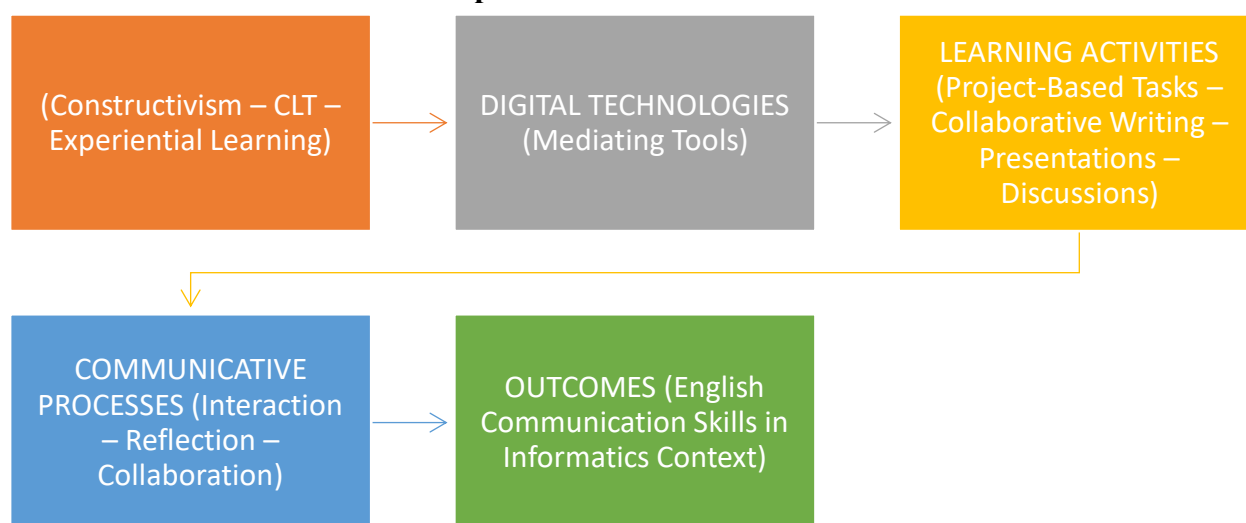 (Constructivism – CLT –
Experiential Learning)
DIGITAL TECHNOLOGIES
(Mediating Tools)
LEARNING ACTIVITIES
(Project-Based Tasks –
Collaborative Writing –
Presentations –
Discussions)
COMMUNICATIVE
PROCESSES (Interaction
– Reflection –
Collaboration)
OUTCOMES (English
Communication Skills in
Informatics Context)